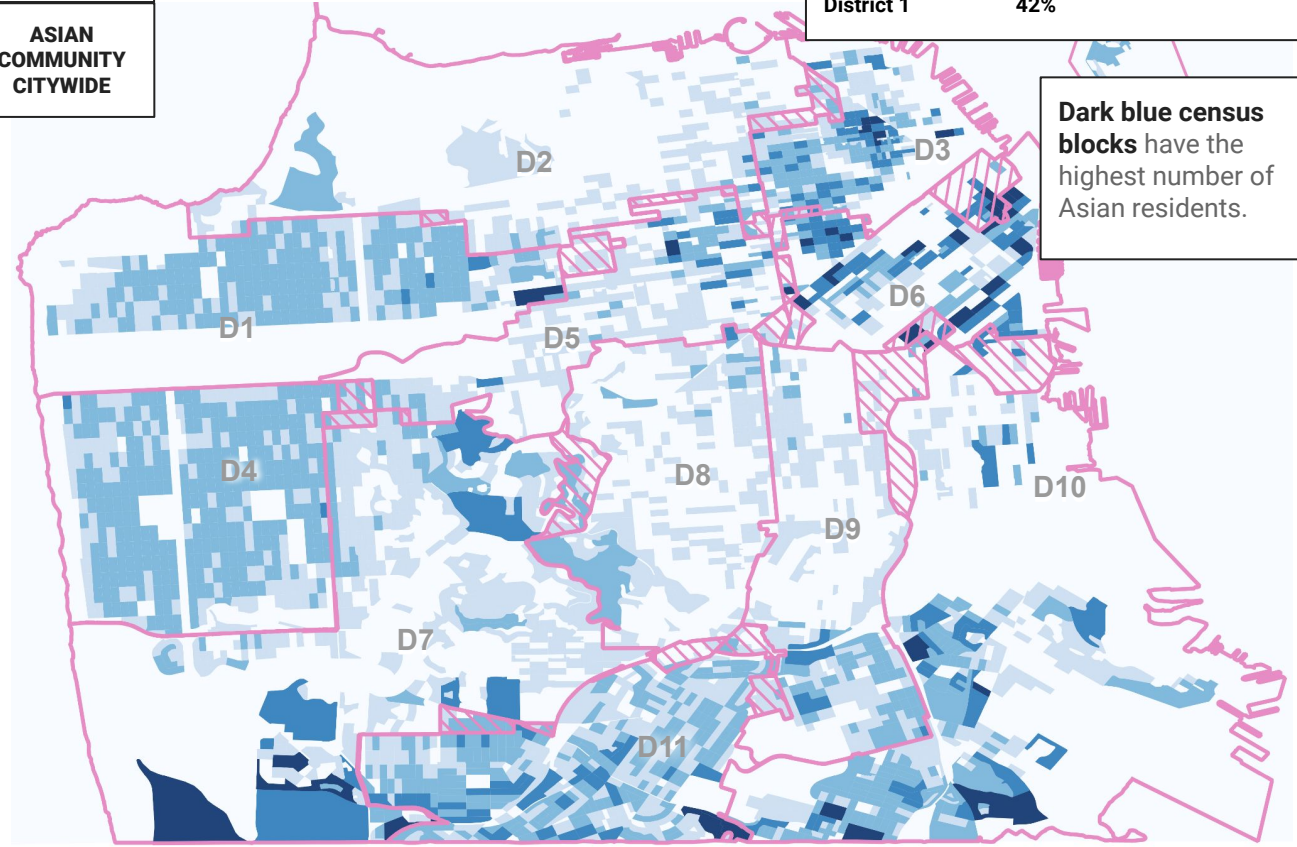 ASIAN
COMMUNITY
CITYWIDE
District 1 42%
Dark blue census
blocks have the
highest number of
Asian residents.
D2
D3
D1
D6
D5
D4
D8
D10
D9
D7
D11